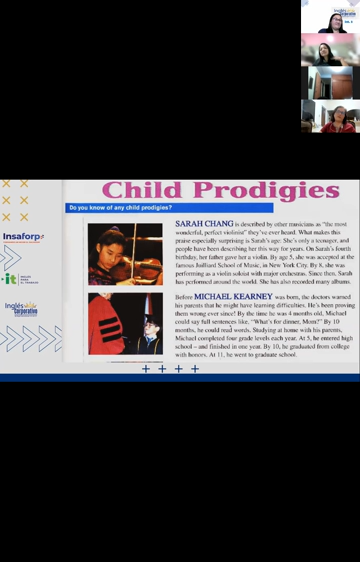 Inglés
Corporativo
Child Prodigies
Do you know of any child prodigies?
Insaforp
SARAH CHANG is described by other musicians as "the most
wonderful, perfect violinist" they've ever heard. What makes this
praise especially surprising is Sarah's age. She's only a teenager, and
people have been describing her this way for years. On Sarah's fourth
birthday, her father gave her a violin. By age 5, she was accepted at the
famous Juilliard School of Music, in New York City. By 8, she was
performing as a violin soloist with major orchestras. Since then, Sarah
has performed around the world. She has also recorded many albums.
it
INGLÉS
PARA
EL TRABAJO
Inglés
Corporativo
Before MICHAEL KEARNEY was born, the doctors warned
his parents that he might have learning difficulties. He's been proving
them wrong ever since! By the time he was 4 months old, Michael
could say full sentences like, "What's for dinner, Mom?" By 10
months, he could read words. Studying at home with his parents,
Michael completed four grade levels each year. At 5, he entered high
school – and finished in one year. By 10, he graduated from college
with honors. At 11, he went to graduate school.